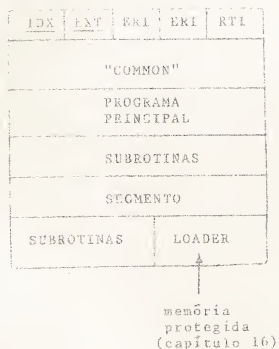 IDX EXT ERI ERI RTI
"COMMON"
PROGRAMA
PRINCIPAL
SUBROTINAS
SEGMENTO
SUBROTINAS LOADER
memória
protegida
(capítulo 16)